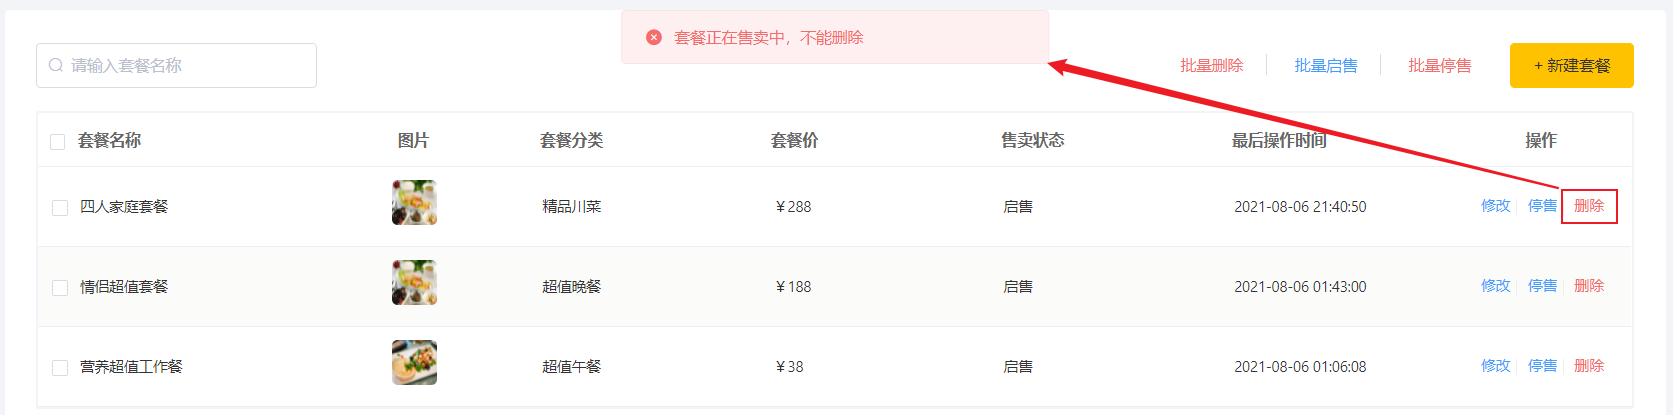 套餐正在售卖中，不能删除
请输入套餐名称
批量删除 批量启售 批量停售 + 新建套餐
套餐名称 图片 套餐分类 套餐价 售卖状态 最后操作时间 操作
四人家庭套餐 精品川菜 ￥288 启售 2021-08-06 21:40:50 修改 停售 删除
情侣超值套餐 超值晚餐 ￥188 启售 2021-08-06 01:43:00 修改 停售 删除
营养超值工作餐 超值午餐 ￥38 启售 2021-08-06 01:06:08 修改 停售 删除